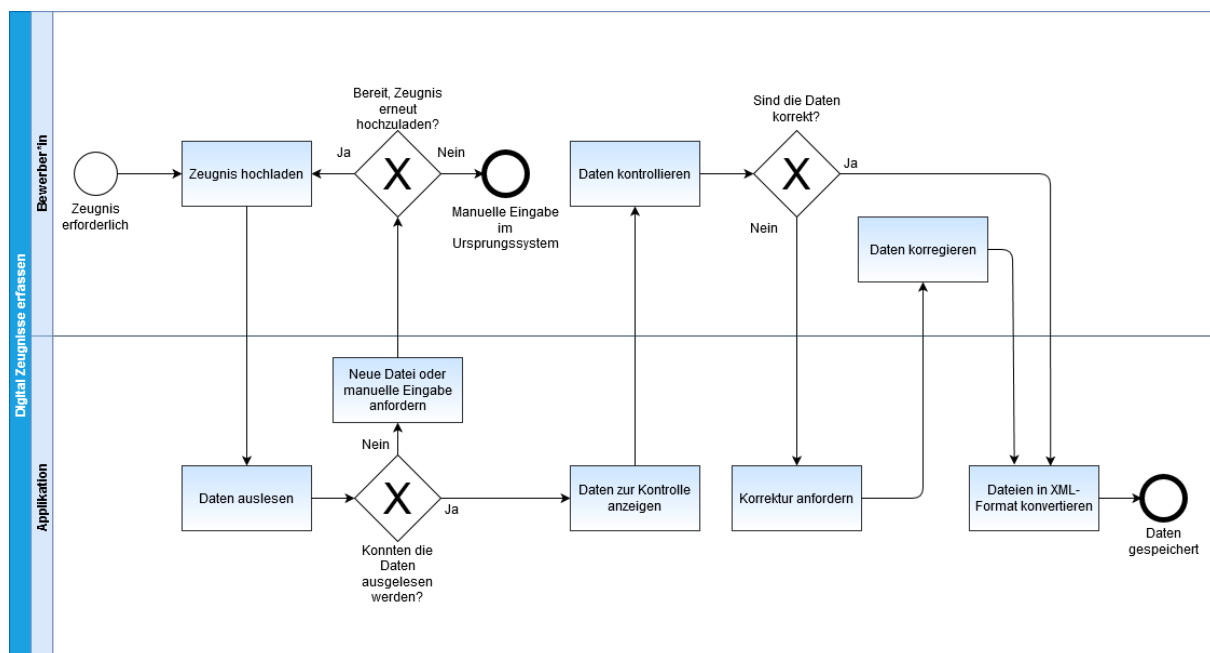 Digital Zeugnisse erfassen
Bewerber*in
Zeugnis
erforderlich
Zeugnis hochladen
Bereit, Zeugnis
erneut
hochzuladen?
Ja
Nein
X
Manuelle Eingabe
im
Ursprungssystem
Daten kontrollieren
Sind die Daten
korrekt?
X
Ja
Nein
Daten korregieren
Applikation
Neue Datei oder
manuelle Eingabe
anfordern
Nein
Daten auslesen
X
Ja
Konnten die
Daten
ausgelesen
werden?
Daten zur Kontrolle
anzeigen
Korrektur anfordern
Dateien in XML-
Format konvertieren
Daten
gespeichert